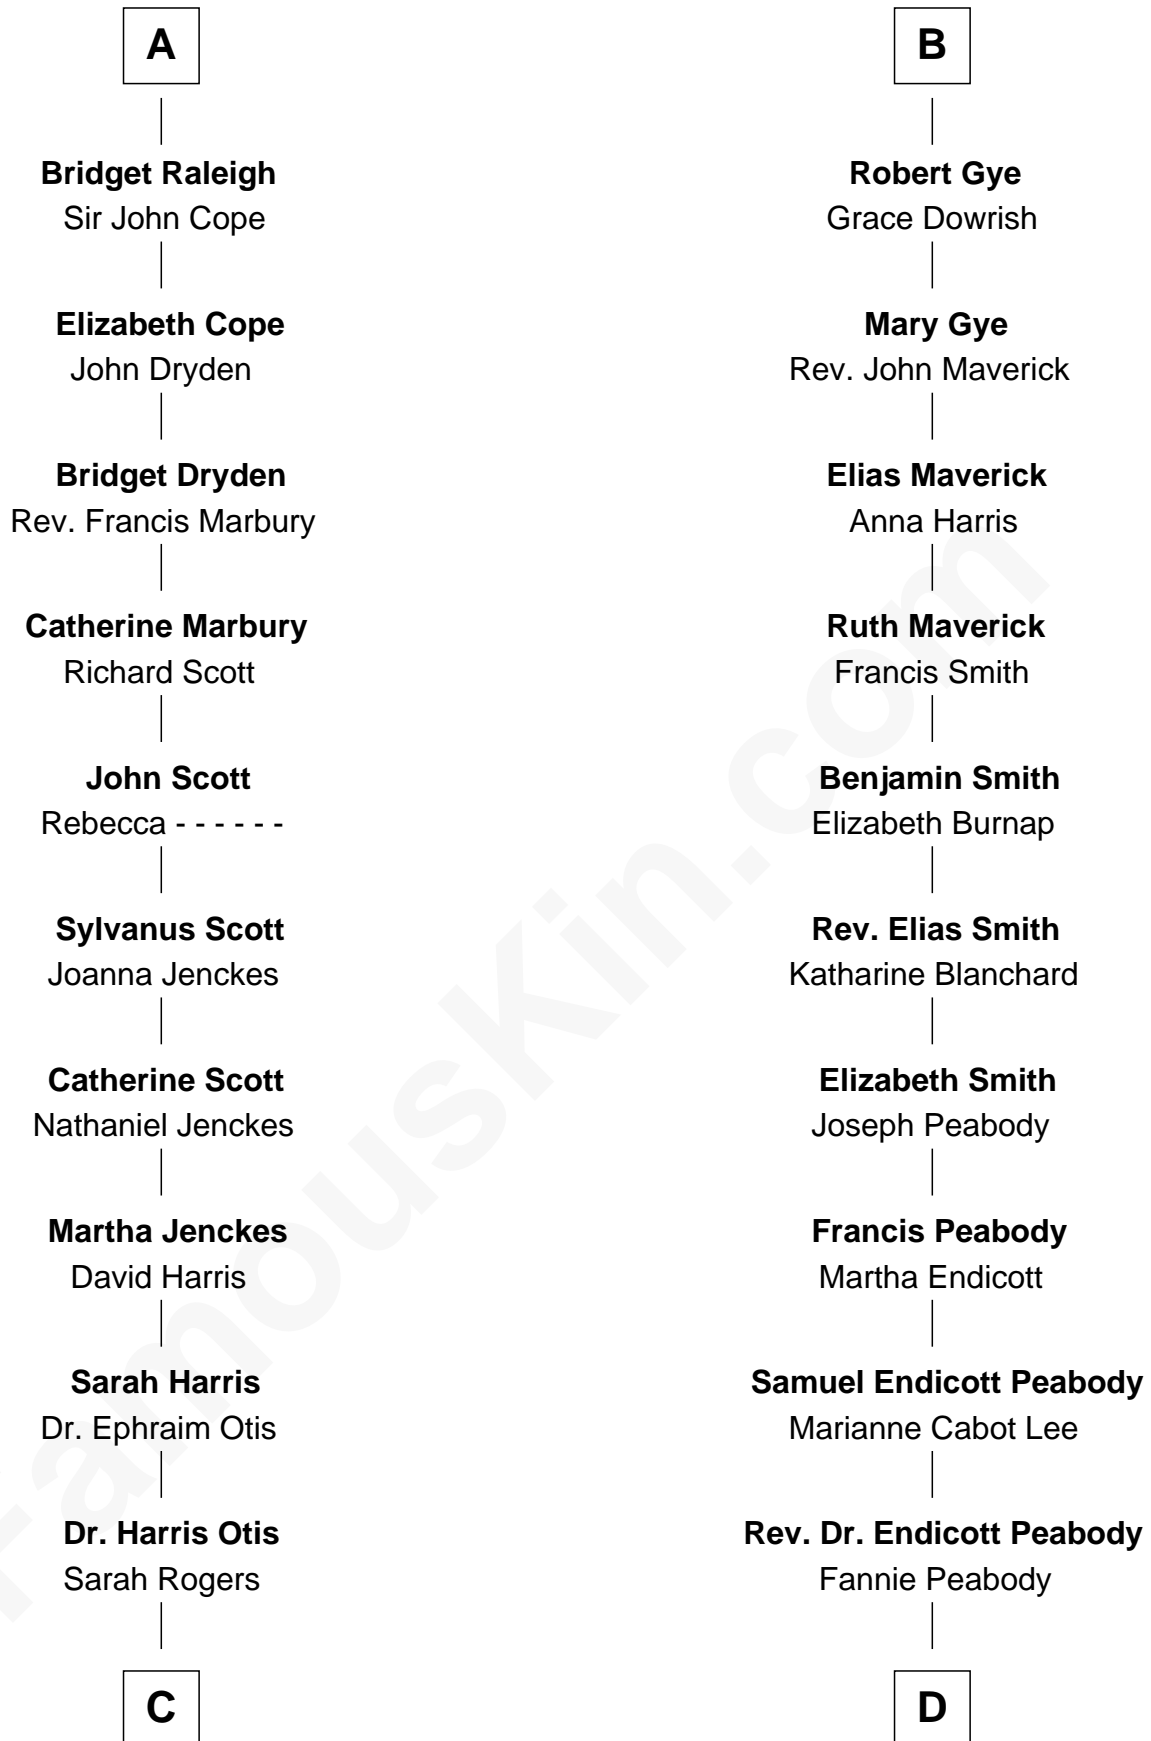 A
Bridget Raleigh
Sir John Cope
Elizabeth Cope
John Dryden
Bridget Dryden
Rev. Francis Marbury
Catherine Marbury
Richard Scott
John Scott
Rebecca - - - - - -
Sylvanus Scott
Joanna Jenckes
Catherine Scott
Nathaniel Jenckes
Martha Jenckes
David Harris
Sarah Harris
Dr. Ephraim Otis
Dr. Harris Otis
Sarah Rogers
C
B
Robert Gye
Grace Dowrish
Mary Gye
Rev. John Maverick
Elias Maverick
Anna Harris
Ruth Maverick
Francis Smith
Benjamin Smith
Elizabeth Burnap
Rev. Elias Smith
Katharine Blanchard
Elizabeth Smith
Joseph Peabody
Francis Peabody
Martha Endicott
Samuel Endicott Peabody
Marianne Cabot Lee
Rev. Dr. Endicott Peabody
Fannie Peabody
D
FamousKin.com